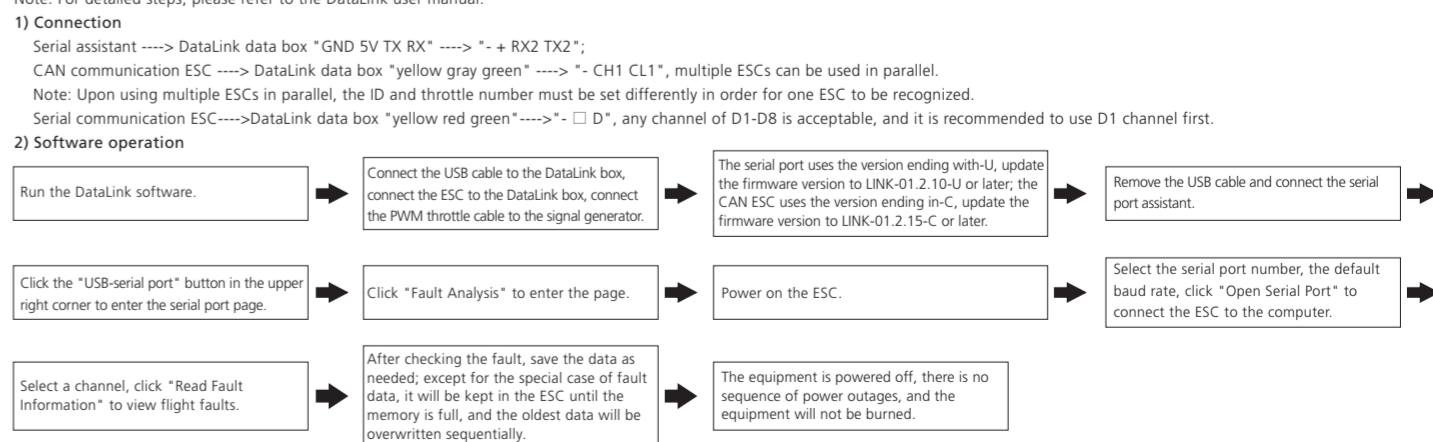 Note: For detailed steps, please refer to the DataLink user manual.
1) Connection
Serial assistant ----> DataLink data box "GND 5V TX RX" ----> "- + RX2 TX2";
CAN communication ESC ----> DataLink data box "yellow gray green" ----> "- CH1 CL1", multiple ESCs can be used in parallel.
Note: Upon using multiple ESCs in parallel, the ID and throttle number must be set differently in order for one ESC to be recognized.
Serial communication ESC---->DataLink data box "yellow red green"---->"- □ D", any channel of D1-D8 is acceptable, and it is recommended to use D1 channel first.
2) Software operation
Run the DataLink software.
Connect the USB cable to the DataLink box,
connect the ESC to the DataLink box, connect
the PWM throttle cable to the signal generator.
The serial port uses the version ending with-U, update
the firmware version to LINK-01.2.10-U or later; the
CAN ESC uses the version ending in-C, update the
firmware version to LINK-01.2.15-C or later.
Remove the USB cable and connect the serial
port assistant.
Click the "USB-serial port" button in the upper
right corner to enter the serial port page.
Click "Fault Analysis" to enter the page.
Power on the ESC.
Select the serial port number, the default
baud rate, click "Open Serial Port" to
connect the ESC to the computer.
Select a channel, click "Read Fault
Information" to view flight faults.
After checking the fault, save the data as
needed; except for the special case of fault
data, it will be kept in the ESC until the
memory is full, and the oldest data will be
overwritten sequentially.
The equipment is powered off, there is no
sequence of power outages, and the
equipment will not be burned.